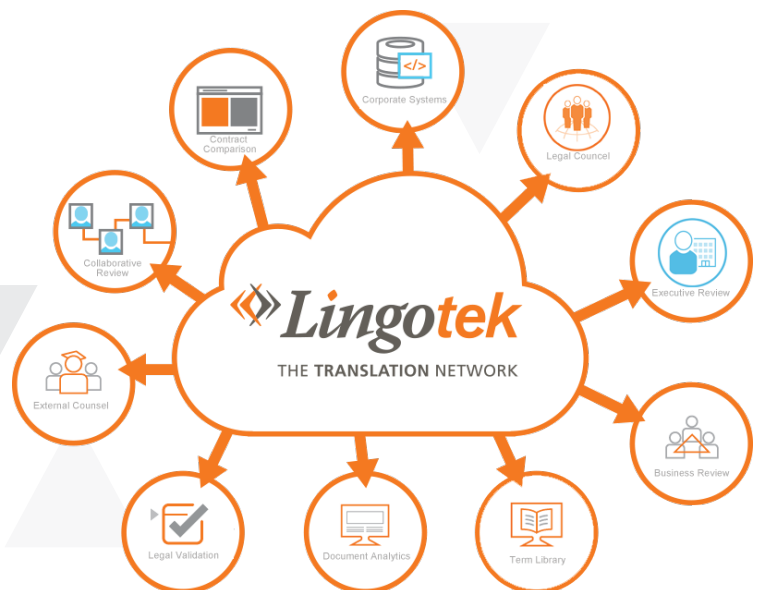 Corporate Systems
Contract
Comparison
Legal Councel
Collaborative
Review
Executive Review
Lingotek
THE TRANSLATION NETWORK
External Counsel
Business Review
Legal Validation
Document Analytics
Term Library